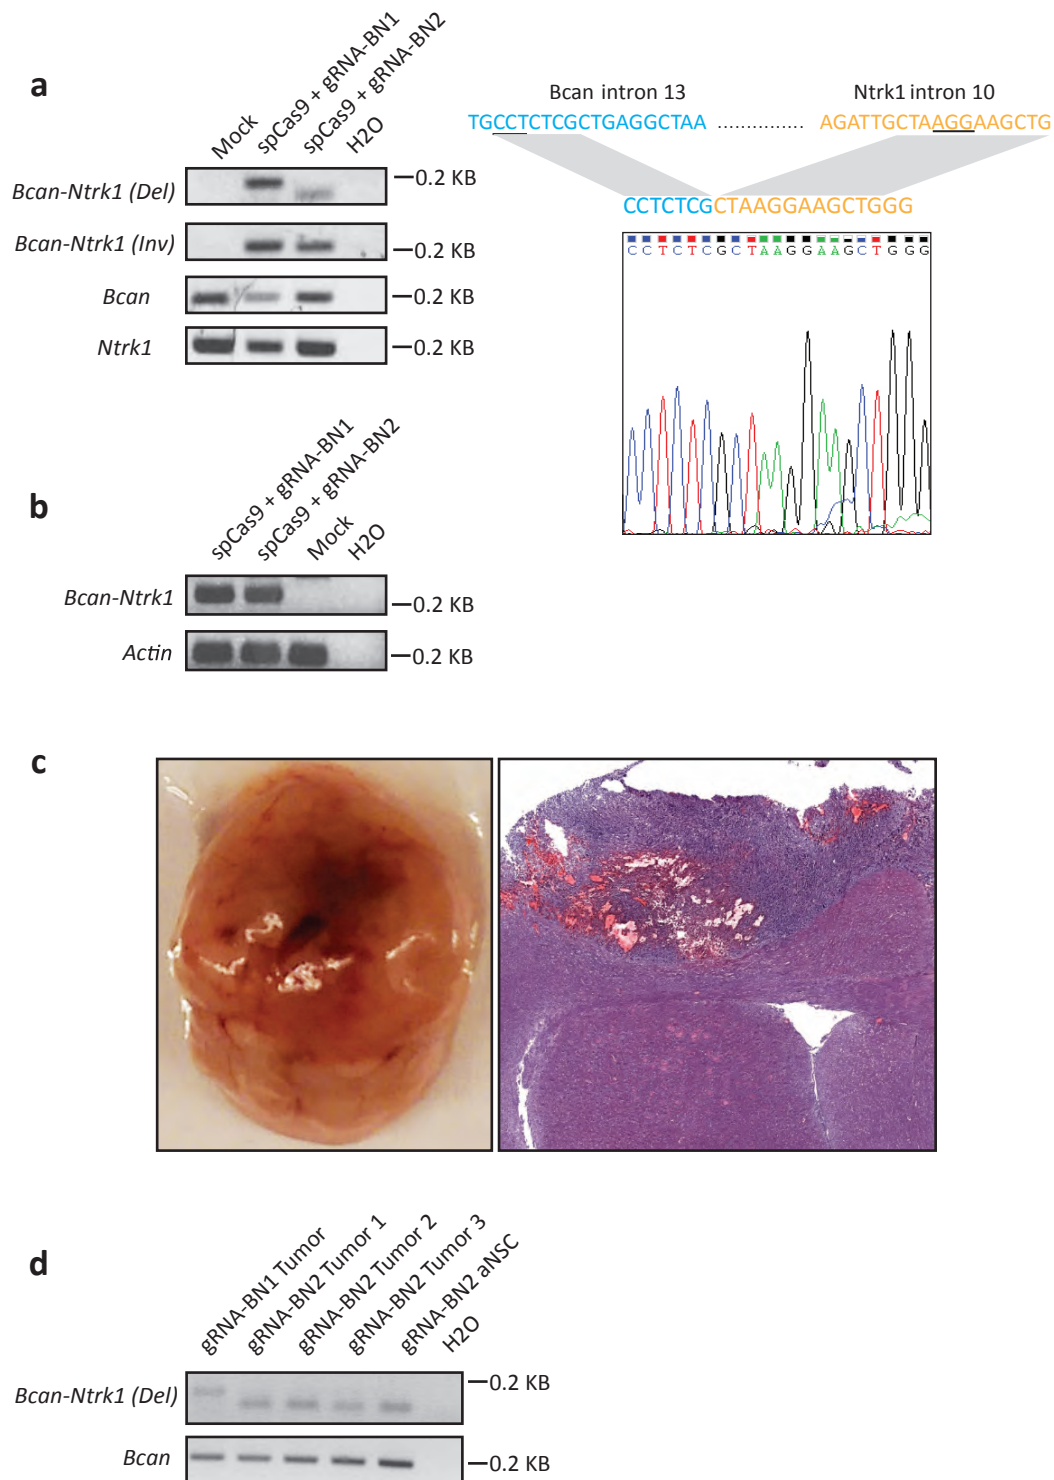 a
Mock
spCas9 + gRNA-BN1
spCas9 + gRNA-BN2
H2O
Bcan-Ntrk1 (Del)
0.2 KB
Bcan-Ntrk1 (Inv)
0.2 KB
Bcan
0.2 KB
Ntrk1
0.2 KB
Bcan intron 13
Ntrk1 intron 10
TGCCTCTCGCTGAGGCTAA ............... AGATTGCTAAGGAAGCTG
CCTCTCGCTAAGGAAGCTGGG
C C T C T C G C T A A G G A A G C T G G G
b
spCas9 + gRNA-BN1
spCas9 + gRNA-BN2
Mock
H2O
Bcan-Ntrk1
0.2 KB
Actin
0.2 KB
c
d
gRNA-BN1 Tumor
gRNA-BN2 Tumor 1
gRNA-BN2 Tumor 2
gRNA-BN2 Tumor 3
gRNA-BN2 aNSC
H2O
Bcan-Ntrk1 (Del)
0.2 KB
Bcan
0.2 KB